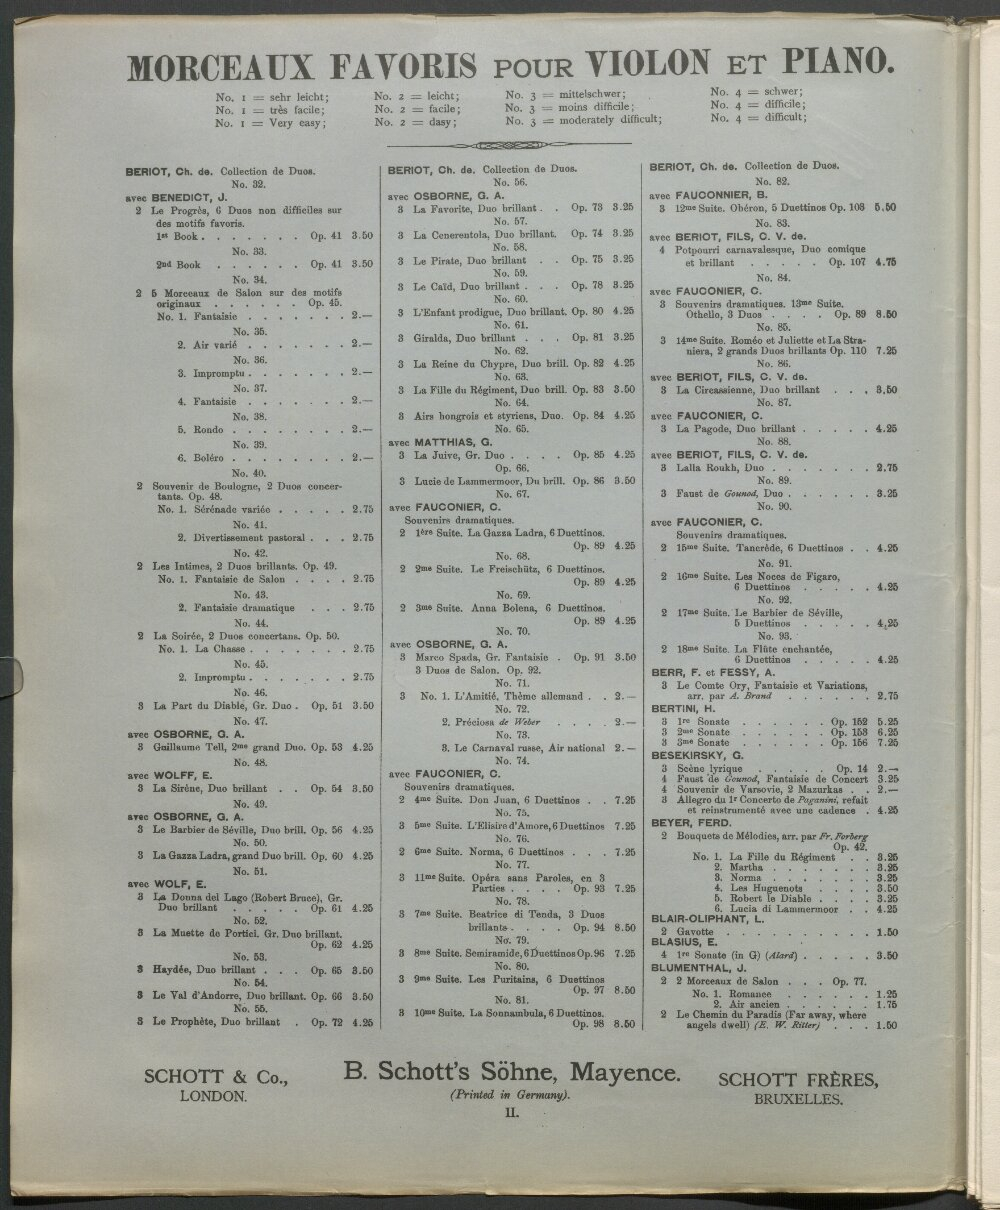 MORCEAUX FAVORIS POUR VIOLON ET PIANO.
No. 1 = sehr leicht; No. 2 = leicht; No. 3 = mittelschwer; No. 4 = schwer;
No. 1 = très facile; No. 2 = facile; No. 3 = moins difficile; No. 4 = difficile;
No. 1 = Very easy; No. 2 = dasy; No. 3 = moderately difficult; No. 4 = difficult;
BERIOT, Ch. de. Collection de Duos.
No. 32.
avec BENEDICT, J.
2 Le Progrès, 6 Duos non difficiles sur
des motifs favoris.
1st Book . . . . . . . Op. 41 3.50
No. 33.
2nd Book . . . . . . Op. 41 3.50
No. 34.
2 5 Morceaux de Salon sur des motifs
originaux . . . . . . Op. 45.
No. 1. Fantaisie . . . . . . . 2.—
No. 35.
2. Air varié . . . . . . . 2.—
No. 36.
3. Impromptu . . . . . . . 2.—
No. 37.
4. Fantaisie . . . . . . . 2.—
No. 38.
5. Rondo . . . . . . . . 2.—
No. 39.
6. Boléro . . . . . . . . 2.—
No. 40.
2 Souvenir de Boulogne, 2 Duos concer-
tants. Op. 48.
No. 1. Sérénade variée . . . . . 2.75
No. 41.
2. Divertissement pastoral . . . 2.75
No. 42.
2 Les Intimes, 2 Duos brillants. Op. 49.
No. 1. Fantaisie de Salon . . . . 2.75
No. 43.
2. Fantaisie dramatique . . . 2.75
No. 44.
2 La Soirée, 2 Duos concertans. Op. 50.
No. 1. La Chasse . . . . . . . 2.75
No. 45.
2. Impromptu . . . . . . . 2.75
No. 46.
3 La Part du Diable, Gr. Duo . Op. 51 3.50
No. 47.
avec OSBORNE, G. A.
3 Guillaume Tell, 2me grand Duo. Op. 53 4.25
No. 48.
avec WOLFF, E.
3 La Sirène, Duo brillant . . Op. 54 3.50
No. 49.
avec OSBORNE, G. A.
3 Le Barbier de Séville, Duo brill. Op. 56 4.25
No. 50.
3 La Gazza Ladra, grand Duo brill. Op. 60 4.25
No. 51.
avec WOLF, E.
3 La Donna del Lago (Robert Bruce), Gr.
Duo brillant . . . . . Op. 61 4.25
No. 52.
3 La Muette de Portici. Gr. Duo brillant.
Op. 62 4.25
No. 53.
3 Haydée, Duo brillant . . . Op. 65 3.50
No. 54.
3 Le Val d'Andorre, Duo brillant. Op. 66 3.50
No. 55.
3 Le Prophète, Duo brillant . Op. 72 4.25
BERIOT, Ch. de. Collection de Duos.
No. 56.
avec OSBORNE, G. A.
3 La Favorite, Duo brillant . . Op. 73 3.25
No. 57.
3 La Cenerentola, Duo brillant. Op. 74 3.25
No. 58.
3 Le Pirate, Duo brillant . . Op. 75 3.25
No. 59.
3 Le Caïd, Duo brillant . . . Op. 78 3.25
No. 60.
3 L'Enfant prodigue, Duo brillant. Op. 80 4.25
No. 61.
3 Giralda, Duo brillant . . . Op. 81 3.25
No. 62.
3 La Reine du Chypre, Duo brill. Op. 82 4.25
No. 63.
3 La Fille du Régiment, Duo brill. Op. 83 3.50
No. 64.
3 Airs hongrois et styriens, Duo. Op. 84 4.25
No. 65.
avec MATTHIAS, G.
3 La Juive, Gr. Duo . . . . Op. 85 4.25
Op. 66.
3 Lucie de Lammermoor, Du brill. Op. 86 3.50
No. 67.
avec FAUCONIER, C.
Souvenirs dramatiques.
2 1ère Suite. La Gazza Ladra, 6 Duettinos.
Op. 89 4.25
No. 68.
2 2me Suite. Le Freischütz, 6 Duettinos.
Op. 89 4.25
No. 69.
2 3me Suite. Anna Bolena, 6 Duettinos.
Op. 89 4.25
No. 70.
avec OSBORNE, G. A.
3 Marco Spada, Gr. Fantaisie . Op. 91 3.50
3 Duos de Salon. Op. 92.
No. 71.
3 No. 1. L'Amitié, Thème allemand . . 2.—
No. 72.
2. Préciosa de Weber . . . . 2.—
No. 73.
3. Le Carnaval russe, Air national 2.—
No. 74.
avec FAUCONIER, C.
Souvenirs dramatiques.
2 4me Suite. Don Juan, 6 Duettinos . . 7.25
No. 75.
3 5me Suite. L'Elisire d'Amore, 6 Duettinos 7.25
No. 76.
2 6me Suite. Norma, 6 Duettinos . . . 7.25
No. 77.
3 11me Suite. Opéra sans Paroles, en 3
Parties . . . . Op. 93 7.25
No. 78.
3 7me Suite. Beatrice di Tenda, 3 Duos
brillants . . . . Op. 94 8.50
No. 79.
3 8me Suite. Semiramide, 6 Duettinos Op. 96 7.25
No. 80.
3 9me Suite. Les Puritains, 6 Duettinos
Op. 97 8.50
No. 81.
3 10me Suite. La Sonnambula, 6 Duettinos.
Op. 98 8.50
BERIOT, Ch. de. Collection de Duos.
No. 82.
avec FAUCONNIER, B.
3 12me Suite. Obéron, 5 Duettinos Op. 103 5.50
No. 83.
avec BERIOT, FILS, C. V. de.
4 Potpourri carnavalesque, Duo comique
et brillant . . . . . Op. 107 4.75
No. 84.
avec FAUCONIER, C.
3 Souvenirs dramatiques. 13me Suite.
Othello, 3 Duos . . . . Op. 89 8.50
No. 85.
3 14me Suite. Roméo et Juliette et La Stra-
niera, 2 grands Duos brillants Op. 110 7.25
No. 86.
avec BERIOT, FILS, C. V. de.
3 La Circassienne, Duo brillant . . . 3,50
No. 87.
avec FAUCONIER, C.
3 La Pagode, Duo brillant . . . . . 4.25
No. 88.
avec BERIOT, FILS, C. V. de.
3 Lalla Roukh, Duo . . . . . . . 2.75
No. 89.
3 Faust de Gounod, Duo . . . . . . 3.25
No. 90.
avec FAUCONIER, C.
Souvenirs dramatiques.
2 15me Suite. Tancrède, 6 Duettinos . . 4.25
No. 91.
2 16me Suite. Les Noces de Figaro,
6 Duettinos . . . . . 4.25
No. 92.
2 17me Suite. Le Barbier de Séville,
5 Duettinos . . . . . 4,25
No. 93.
2 18me Suite. La Flûte enchantée,
6 Duettinos . . . . . 4.25
BERR, F. et FESSY, A.
3 Le Comte Ory, Fantaisie et Variations,
arr. par A. Brand . . . . . . 2,75
BERTINI, H.
3 1re Sonate . . . . . . Op. 152 5.25
3 2me Sonate . . . . . . Op. 153 6.25
3 3me Sonate . . . . . . Op. 156 7.25
BESEKIRSKY, G.
3 Scène lyrique . . . . . Op. 14 2.—
4 Faust de Gounod, Fantaisie de Concert 3.25
4 Souvenir de Varsovie, 2 Mazurkas . . 2.—
3 Allegro du 1r Concerto de Paganini, refait
et reinstrumenté avec une cadence . 4.25
BEYER, FERD.
2 Bouquets de Mélodies, arr. par Fr. Forberg
Op. 42.
No. 1. La Fille du Régiment . . 3.25
2. Martha . . . . . . . 3.25
3. Norma . . . . . . . 3.25
4. Les Huguenots . . . . 3.50
5. Robert le Diable . . . . 3.25
6. Lucia di Lammermoor . . 4.25
BLAIR-OLIPHANT, L.
2 Gavotte . . . . . . . . . . 1.50
BLASIUS, E.
4 1re Sonate (in G) (Alard) . . . . . 3.50
BLUMENTHAL, J.
2 2 Morceaux de Salon . . . Op. 77.
No. 1. Romance . . . . . . 1.25
2. Air ancien . . . . . . 1.75
2 Le Chemin du Paradis (Far away, where
angels dwell) (E. W. Ritter) . . . 1.50
SCHOTT & Co., B. Schott's Söhne, Mayence. SCHOTT FRÈRES,
LONDON. (Printed in Germany). BRUXELLES.
II.